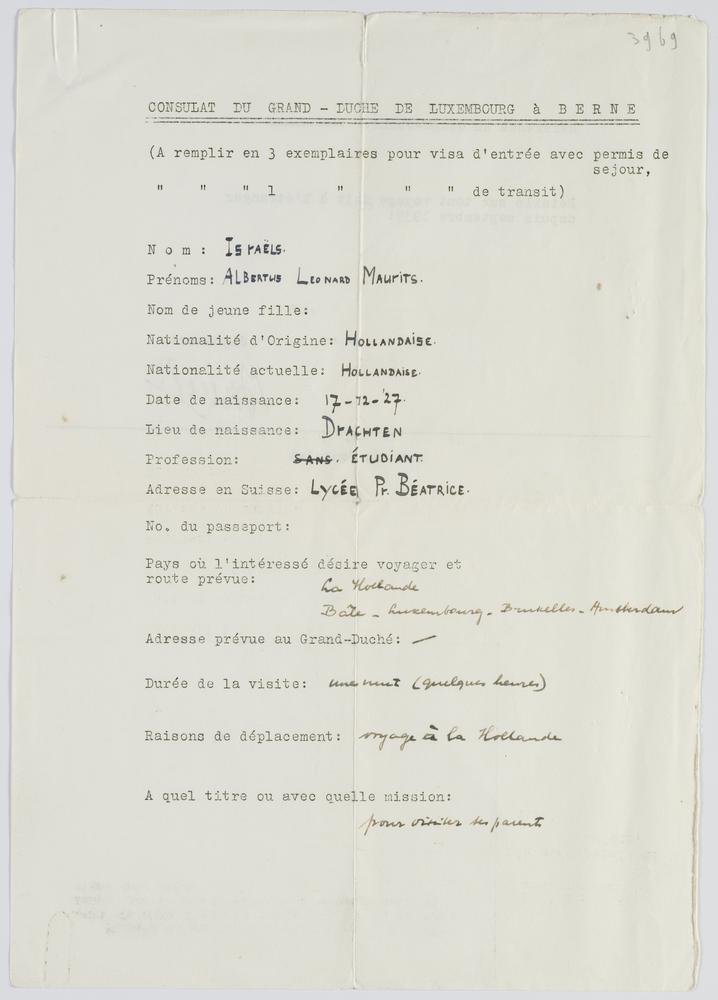 3969
CONSULAT DU GRAND - DUCHE DE LUXEMBOURG à B E R N E
(A remplir en 3 exemplaires pour visa d'entrée avec permis de
sejour,
" " " 1 " " " de transit)
N o m : ISRAËLS.
Prénoms: ALBERTUS LEONARD MAURITS.
Nom de jeune fille:
Nationalité d'Origine: HOLLANDAISE.
Nationalité actuelle: HOLLANDAISE.
Date de naissance: 17-12-'27.
Lieu de naissance: DRACHTEN
Profession: SANS. ÉTUDIANT.
Adresse en Suisse: LYCÉE Pr. BÉATRICE.
No. du passeport:
Pays où l'intéressé désire voyager et
route prévue: La Hollande
Bâle - Luxembourg - Bruxelles - Amsterdam
Adresse prévue au Grand-Duché: —
Durée de la visite: une nuit (quelques heures)
Raisons de déplacement: voyage à la Hollande
A quel titre ou avec quelle mission:
pour visiter ses parents